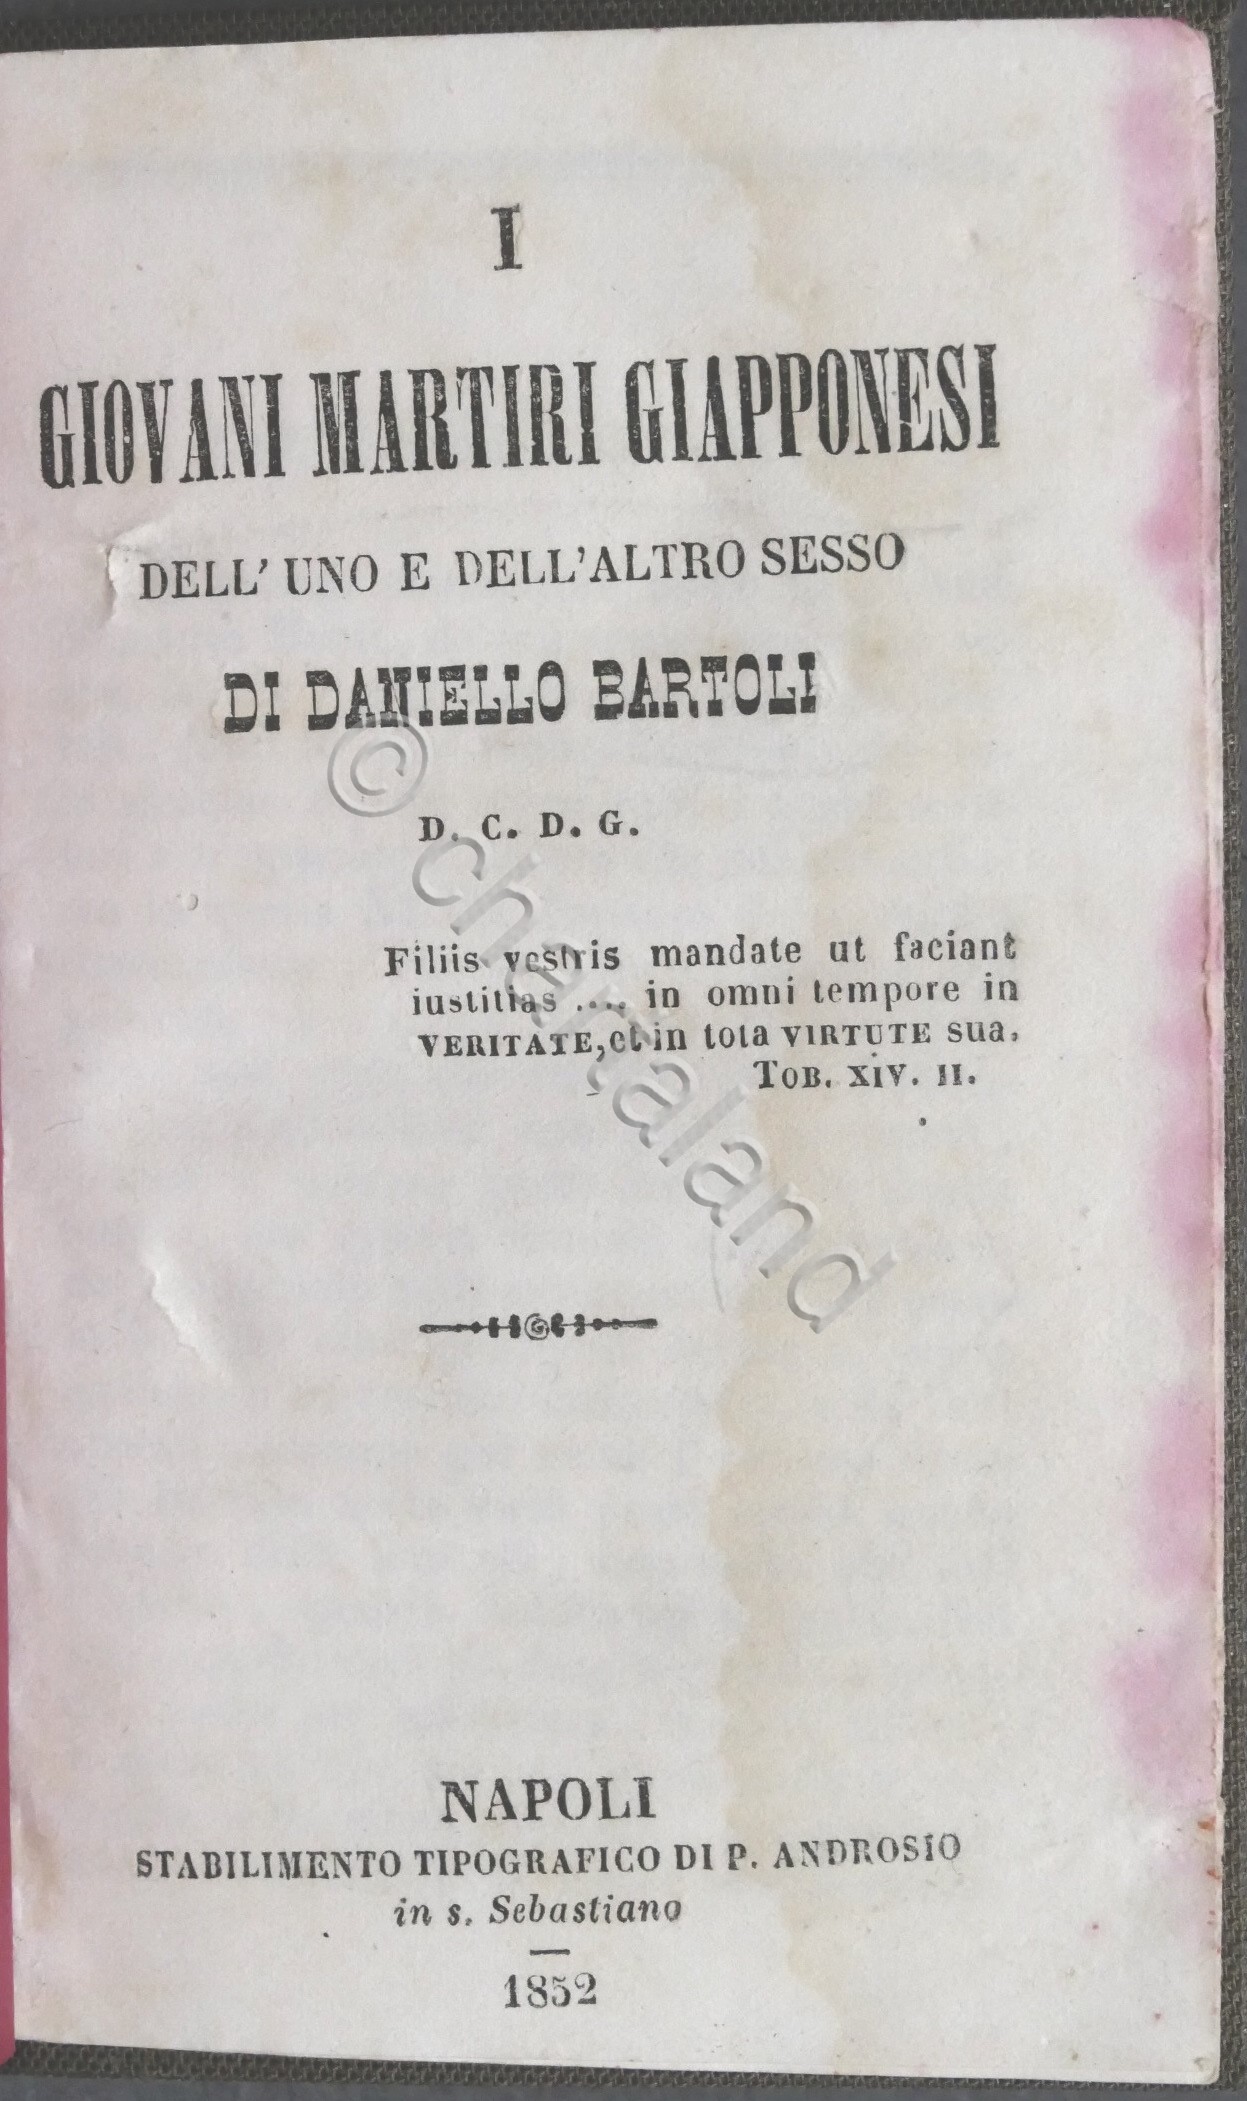 I
GIOVANI MARTIRI GIAPPONESI
DELL' UNO E DELL'ALTRO SESSO
DI DANIELLO BARTOLI
D. C. D. G.
Filiis vestris mandate ut faciant
iustitias .... in omni tempore in
VERITATE, et in tota VIRTUTE sua.
TOB. XIV. II.
NAPOLI
STABILIMENTO TIPOGRAFICO DI P. ANDROSIO
in s. Sebastiano
1852
© chartaland